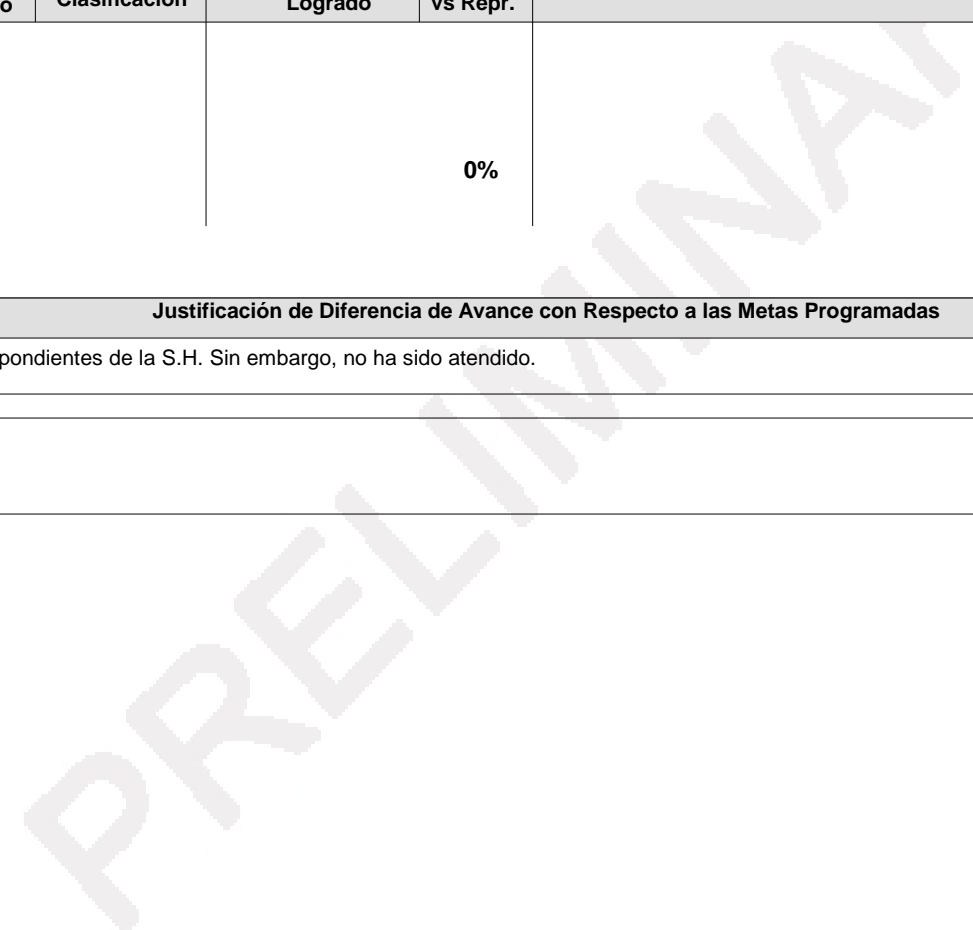 o Clasificación Logrado vs Repr.
0%
Justificación de Diferencia de Avance con Respecto a las Metas Programadas
pondientes de la S.H. Sin embargo, no ha sido atendido.
PRELIMINA